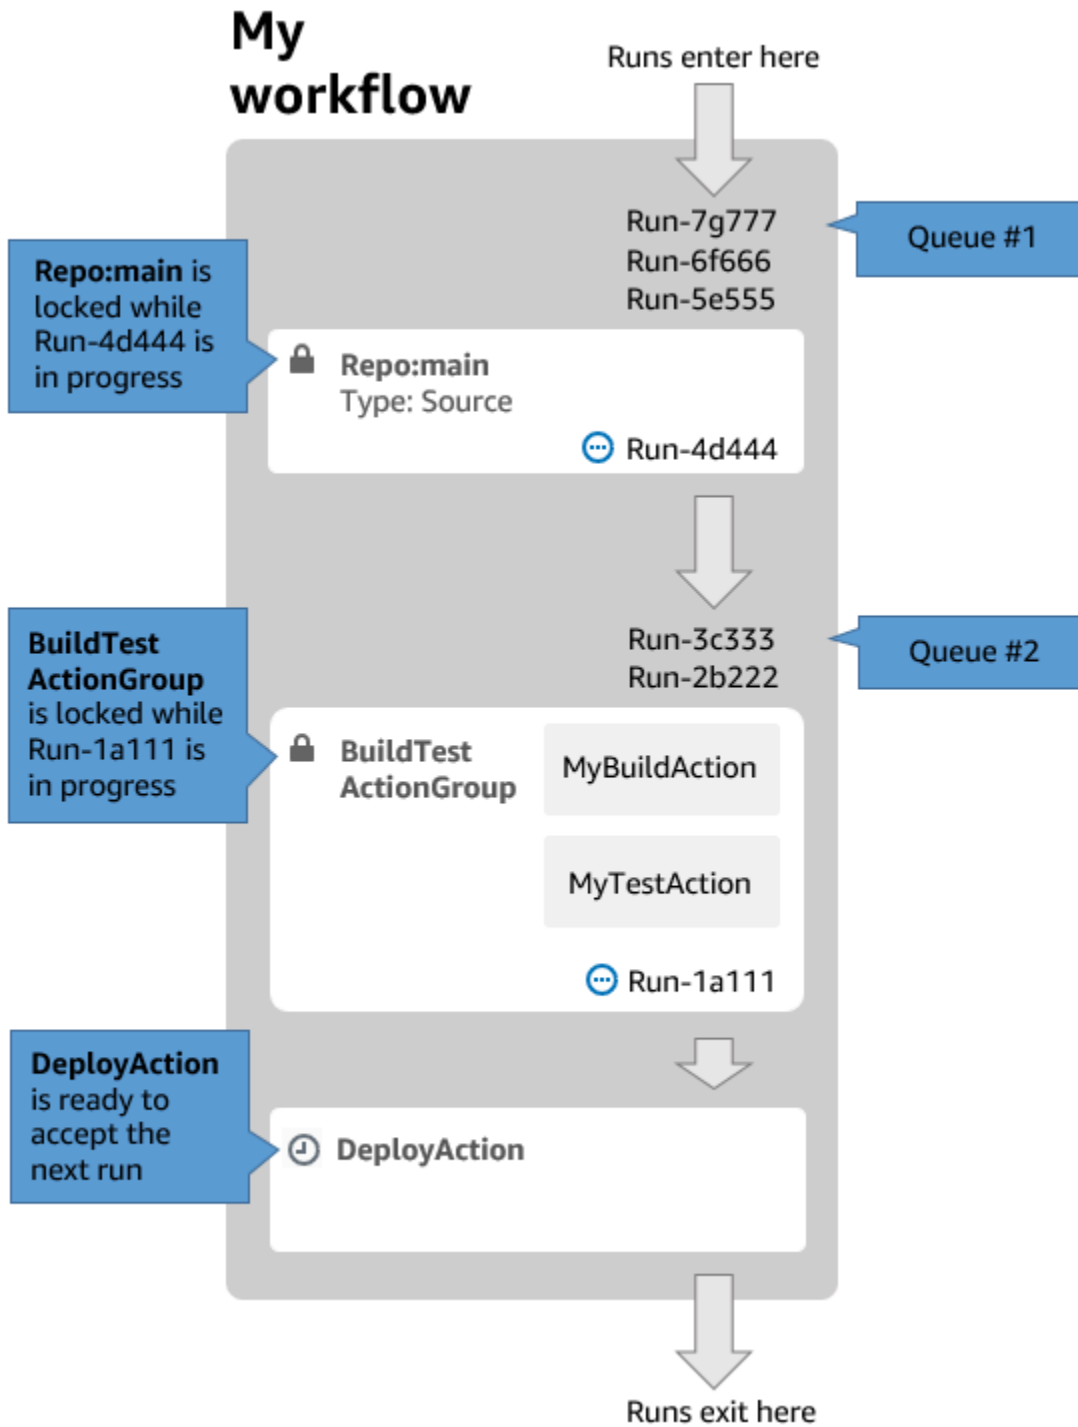 My
workflow
Runs enter here
Run-7g777
Run-6f666
Run-5e555
Queue #1
Repo:main is
locked while
Run-4d444 is
in progress
Repo:main
Type: Source
Run-4d444
Run-3c333
Run-2b222
Queue #2
BuildTest
ActionGroup
is locked while
Run-1a111 is
in progress
BuildTest
ActionGroup
MyBuildAction
MyTestAction
Run-1a111
DeployAction
is ready to
accept the
next run
DeployAction
Runs exit here